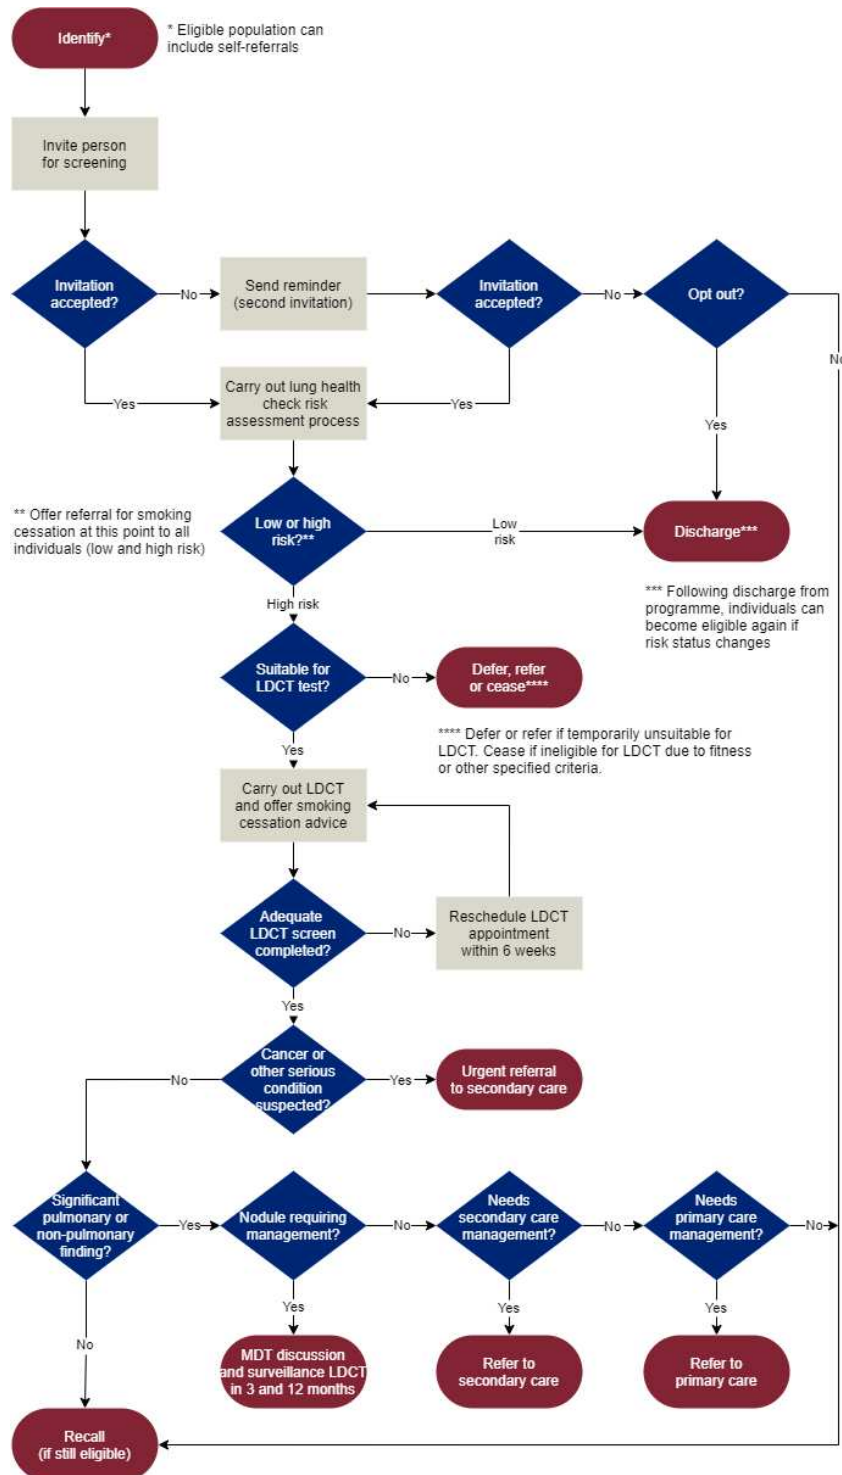 Identify*
* Eligible population can
include self-referrals
Invite person
for screening
Invitation
accepted?
No
Send reminder
(second invitation)
Invitation
accepted?
No
Opt out?
No
Yes
Carry out lung health
check risk
assessment process
Yes
Yes
** Offer referral for smoking
cessation at this point to all
individuals (low and high risk)
Low or high
risk?**
Low
risk
Discharge***
*** Following discharge from
programme, individuals can
become eligible again if
risk status changes
High risk
Suitable for
LDCT test?
No
Defer, refer
or cease****
**** Defer or refer if temporarily unsuitable for
LDCT. Cease if ineligible for LDCT due to fitness
or other specified criteria.
Yes
Carry out LDCT
and offer smoking
cessation advice
Adequate
LDCT screen
completed?
No
Reschedule LDCT
appointment
within 6 weeks
Yes
Cancer or
other serious
condition
suspected?
No
Yes
Urgent referral
to secondary care
Significant
pulmonary or
non-pulmonary
finding?
Yes
Nodule requiring
management?
No
Needs
secondary care
management?
No
Needs
primary care
management?
No
No
Yes
Yes
Yes
MDT discussion
and surveillance LDCT
in 3 and 12 months
Refer to
secondary care
Refer to
primary care
Recall
(if still eligible)